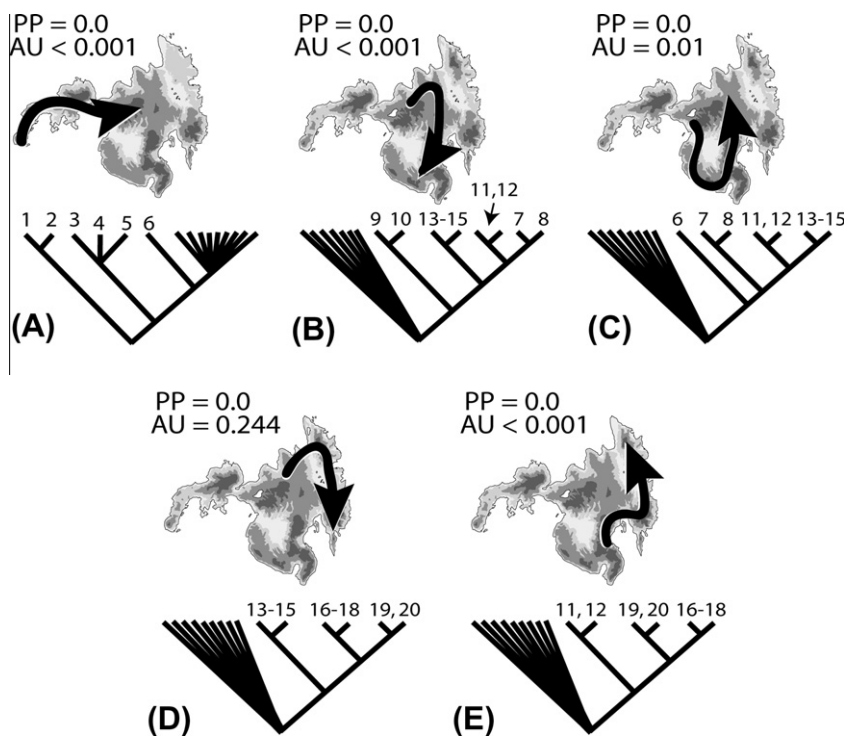 PP = 0.0
AU < 0.001
1 2 3 4 5 6
(A)
PP = 0.0
AU < 0.001
11,12
9 10 13-15 7 8
(B)
PP = 0.0
AU = 0.01
6 7 8 11, 12 13-15
(C)
PP = 0.0
AU = 0.244
13-15 16-18 19, 20
(D)
PP = 0.0
AU < 0.001
11, 12 19, 20 16-18
(E)